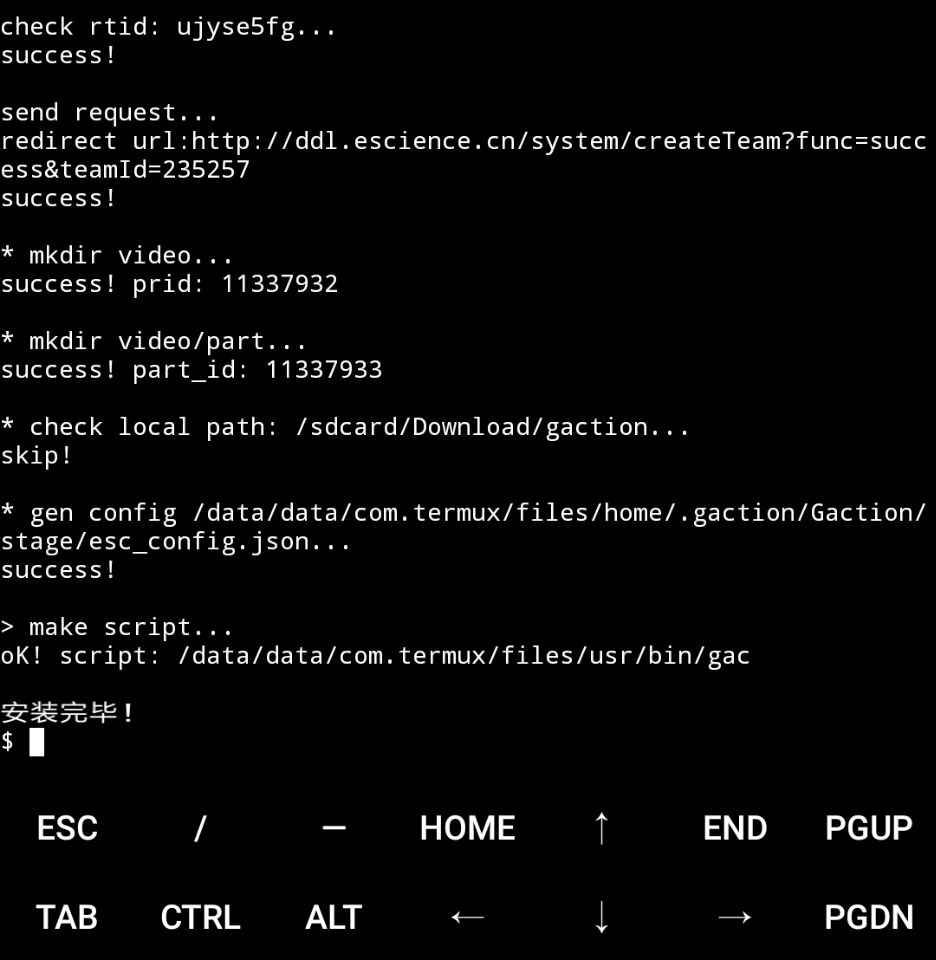 check rtid: ujyse5fg...
success!
send request...
redirect url:http://ddl.escience.cn/system/createTeam?func=succ
ess&teamId=235257
success!
* mkdir video...
success! prid: 11337932
* mkdir video/part...
success! part_id: 11337933
* check local path: /sdcard/Download/gaction...
skip!
* gen config /data/data/com.termux/files/home/.gaction/Gaction/
stage/esc_config.json...
success!
> make script...
oK! script: /data/data/com.termux/files/usr/bin/gac
安装完毕!
$
ESC / — HOME ↑ END PGUP
TAB CTRL ALT ← ↓ → PGDN